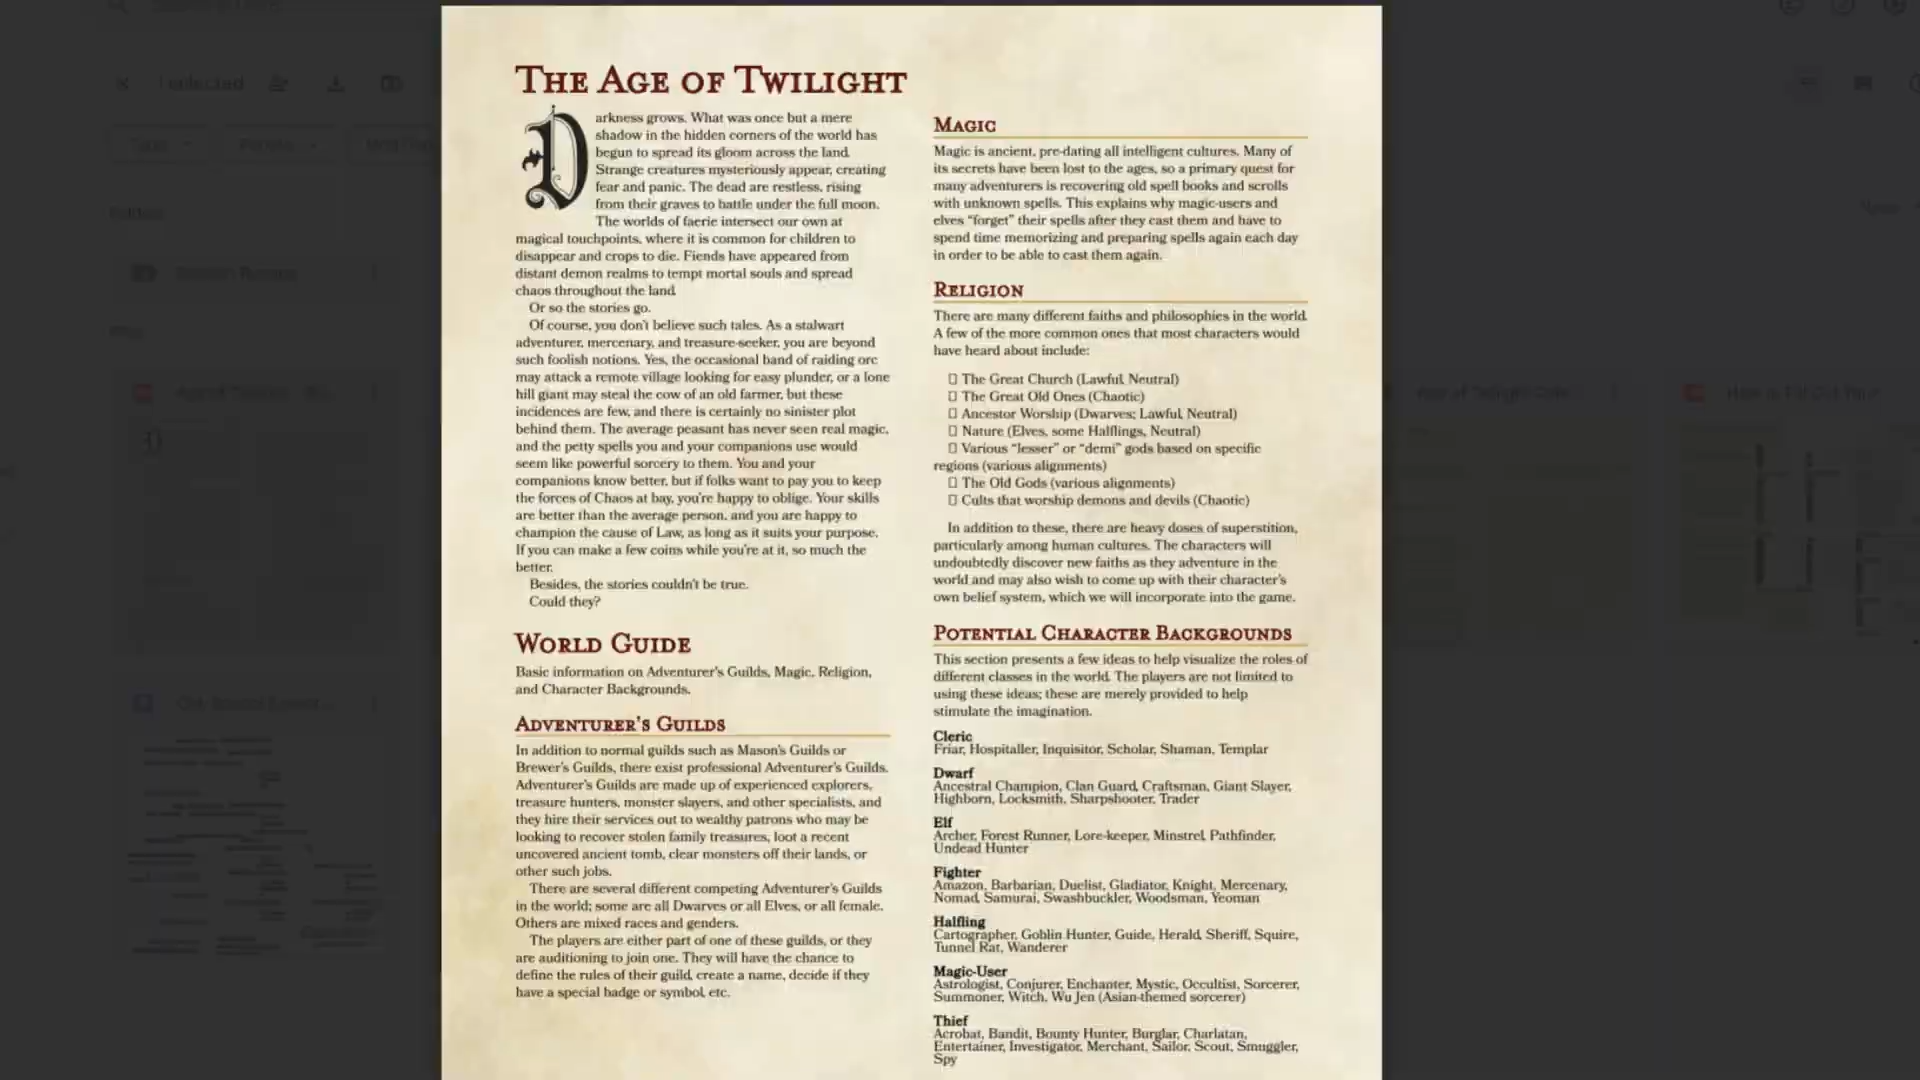 THE AGE OF TWILIGHT
Darkness grows. What was once but a mere
shadow in the hidden corners of the world has
begun to spread its gloom across the land.
Strange creatures mysteriously appear, creating
fear and panic. The dead are restless, rising
from their graves to battle under the full moon.
The worlds of faerie intersect our own at
magical touchpoints, where it is common for children to
disappear and crops to die. Fiends have appeared from
distant demon realms to tempt mortal souls and spread
chaos throughout the land.
Or so the stories go.
Of course, you don't believe such tales. As a stalwart
adventurer, mercenary, and treasure-seeker, you are beyond
such foolish notions. Yes, the occasional band of raiding orc
may attack a remote village looking for easy plunder, or a lone
hill giant may steal the cow of an old farmer, but these
incidences are few, and there is certainly no sinister plot
behind them. The average peasant has never seen real magic,
and the petty spells you and your companions use would
seem like powerful sorcery to them. You and your
companions know better, but if folks want to pay you to keep
the forces of Chaos at bay, you're happy to oblige. Your skills
are better than the average person, and you are happy to
champion the cause of Law, as long as it suits your purpose.
If you can make a few coins while you're at it, so much the
better.
Besides, the stories couldn't be true.
Could they?
WORLD GUIDE
Basic information on Adventurer's Guilds, Magic, Religion,
and Character Backgrounds.
ADVENTURER'S GUILDS
In addition to normal guilds such as Mason's Guilds or
Brewer's Guilds, there exist professional Adventurer's Guilds.
Adventurer's Guilds are made up of experienced explorers,
treasure hunters, monster slayers, and other specialists, and
they hire their services out to wealthy patrons who may be
looking to recover stolen family treasures, loot a recent
uncovered ancient tomb, clear monsters off their lands, or
other such jobs.
There are several different competing Adventurer's Guilds
in the world; some are all Dwarves or all Elves, or all female.
Others are mixed races and genders.
The players are either part of one of these guilds, or they
are auditioning to join one. They will have the chance to
define the rules of their guild, create a name, decide if they
have a special badge or symbol, etc.
MAGIC
Magic is ancient, pre-dating all intelligent cultures. Many of
its secrets have been lost to the ages, so a primary quest for
many adventurers is recovering old spell books and scrolls
with unknown spells. This explains why magic-users and
elves “forget” their spells after they cast them and have to
spend time memorizing and preparing spells again each day
in order to be able to cast them again.
RELIGION
There are many different faiths and philosophies in the world.
A few of the more common ones that most characters would
have heard about include:
The Great Church (Lawful, Neutral)
The Great Old Ones (Chaotic)
Ancestor Worship (Dwarves; Lawful, Neutral)
Nature (Elves, some Halflings, Neutral)
Various “lesser” or “demi” gods based on specific
regions (various alignments)
The Old Gods (various alignments)
Cults that worship demons and devils (Chaotic)
In addition to these, there are heavy doses of superstition,
particularly among human cultures. The characters will
undoubtedly discover new faiths as they adventure in the
world and may also wish to come up with their character's
own belief system, which we will incorporate into the game.
POTENTIAL CHARACTER BACKGROUNDS
This section presents a few ideas to help visualize the roles of
different classes in the world. The players are not limited to
using these ideas; these are merely provided to help
stimulate the imagination.
Cleric
Friar, Hospitaller, Inquisitor, Scholar, Shaman, Templar
Dwarf
Ancestral Champion, Clan Guard, Craftsman, Giant Slayer,
Highborn, Locksmith, Sharpshooter, Trader
Elf
Archer, Forest Runner, Lore-keeper, Minstrel, Pathfinder,
Undead Hunter
Fighter
Amazon, Barbarian, Duelist, Gladiator, Knight, Mercenary,
Nomad, Samurai, Swashbuckler, Woodsman, Yeoman
Halfling
Cartographer, Goblin Hunter, Guide, Herald, Sheriff, Squire,
Tunnel Rat, Wanderer
Magic-User
Astrologist, Conjurer, Enchanter, Mystic, Occultist, Sorcerer,
Summoner, Witch, Wu Jen (Asian-themed sorcerer)
Thief
Acrobat, Bandit, Bounty Hunter, Burglar, Charlatan,
Entertainer, Investigator, Merchant, Sailor, Scout, Smuggler,
Spy